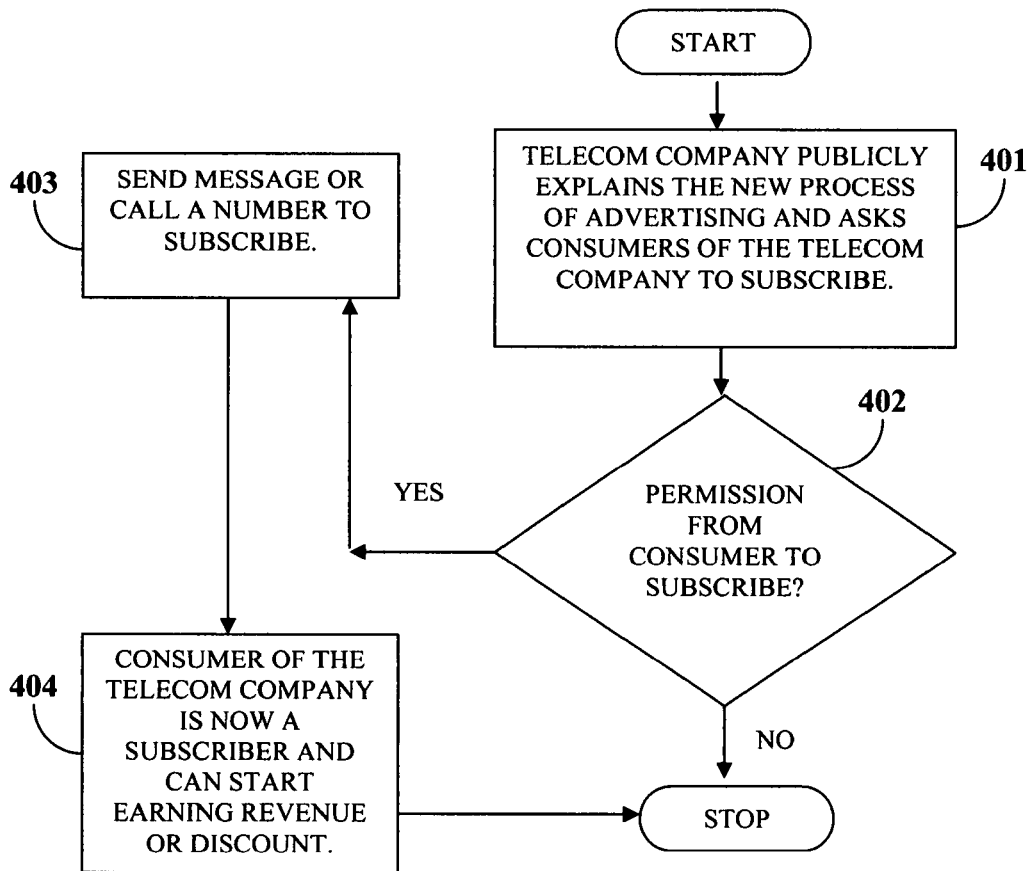 START
TELECOM COMPANY PUBLICLY
EXPLAINS THE NEW PROCESS
OF ADVERTISING AND ASKS
CONSUMERS OF THE TELECOM
COMPANY TO SUBSCRIBE.
401
402
PERMISSION
FROM
CONSUMER TO
SUBSCRIBE?
YES
403
SEND MESSAGE OR
CALL A NUMBER TO
SUBSCRIBE.
404
CONSUMER OF THE
TELECOM COMPANY
IS NOW A
SUBSCRIBER AND
CAN START
EARNING REVENUE
OR DISCOUNT.
NO
STOP